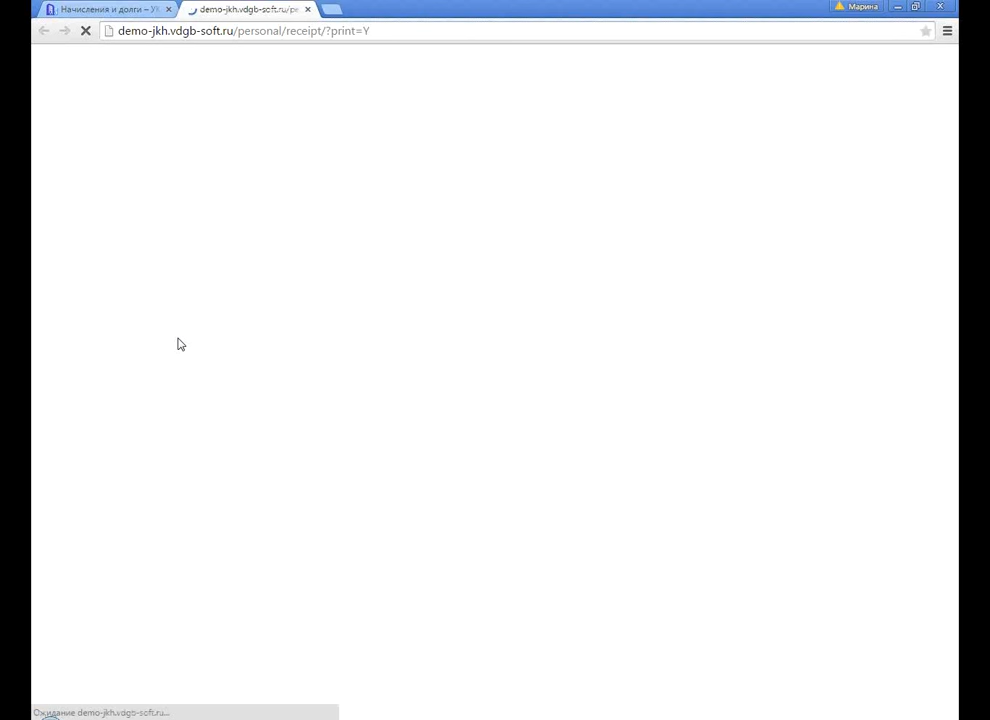 Начисления и долги – УК
demo-jkh.vdgb-soft.ru/pe
Марина
demo-jkh.vdgb-soft.ru/personal/receipt/?print=Y
Ожидание demo-jkh.vdgb-soft.ru...